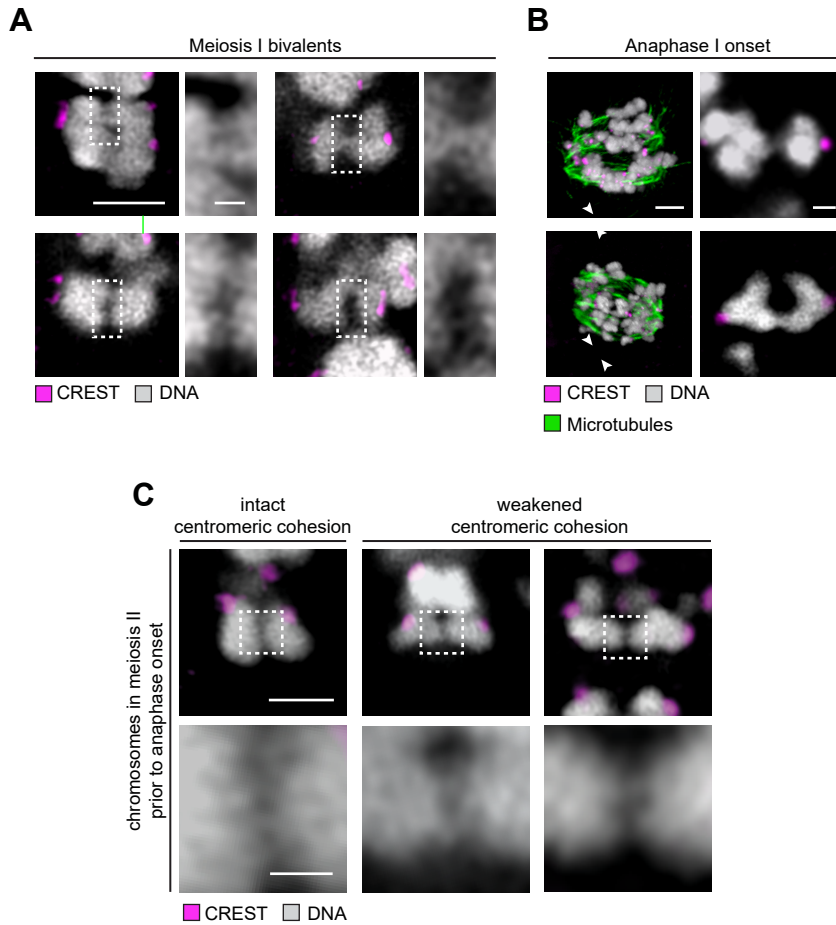 A
Meiosis I bivalents
CREST DNA
B
Anaphase I onset
CREST DNA
Microtubules
C
intact
centromeric cohesion
weakened
centromeric cohesion
chromosomes in meiosis II
prior to anaphase onset
CREST DNA